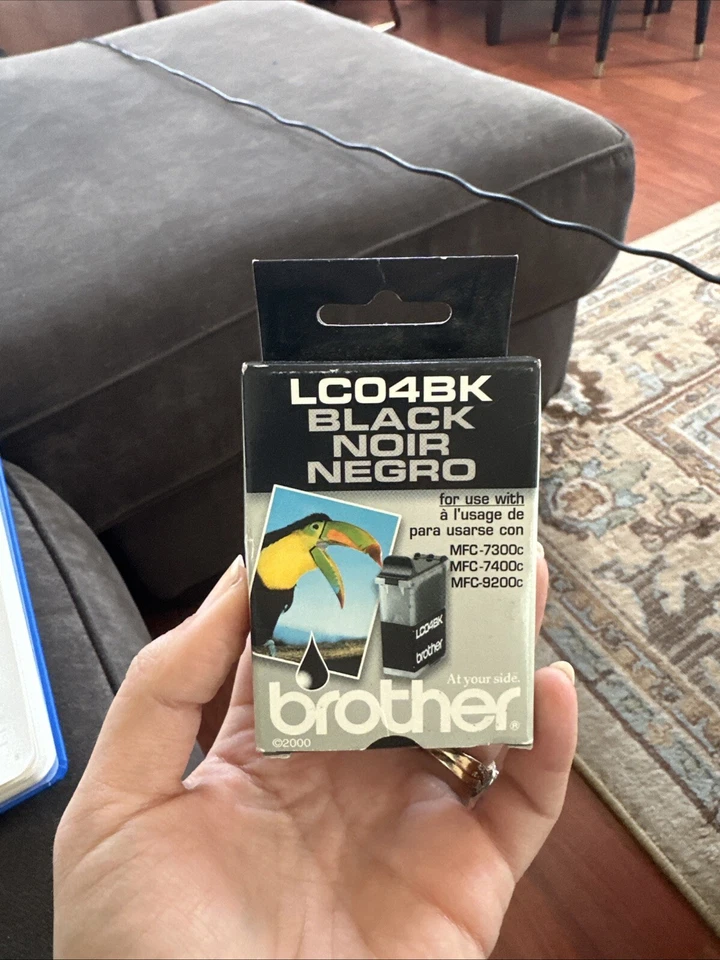 LC04BK
BLACK
NOIR
NEGRO
for use with
à l'usage de
para usarse con
MFC-7300c
MFC-7400c
MFC-9200c
LC04BK
brother
At your side.
brother®
©2000